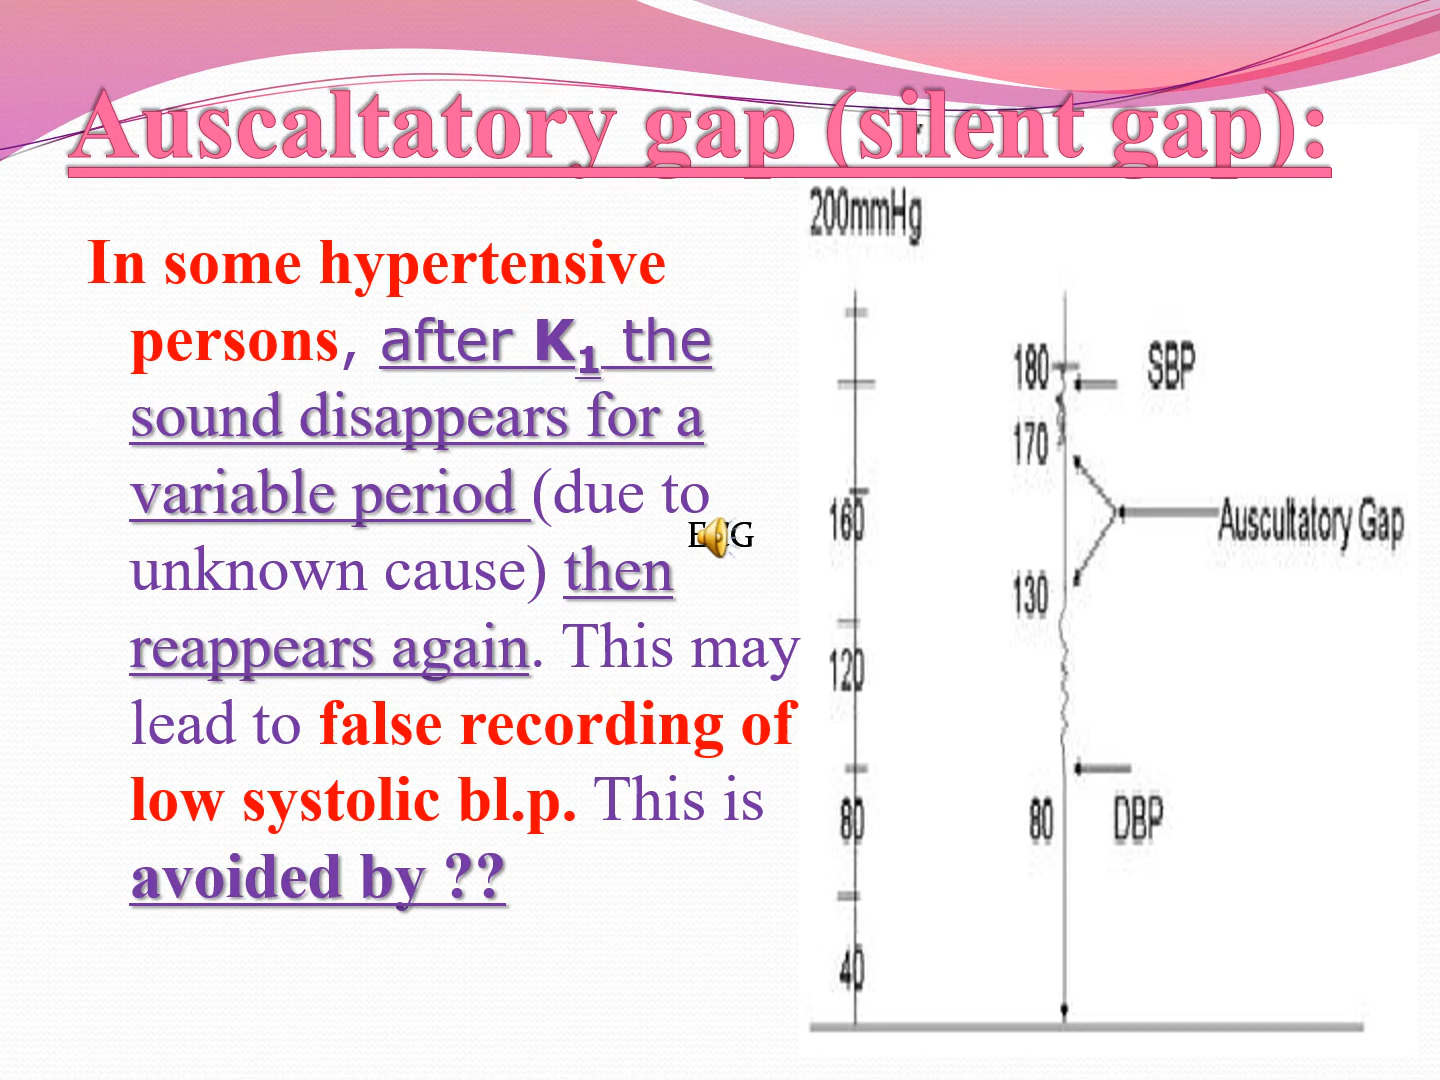 Auscaltatory gap (silent gap):
In some hypertensive
persons, after K1 the
sound disappears for a
variable period (due to
unknown cause) then
reappears again. This may
lead to false recording of
low systolic bl.p. This is
avoided by ??
200mmHg
180
SBP
170
160
Auscultatory Gap
130
120
80
80
DBP
40